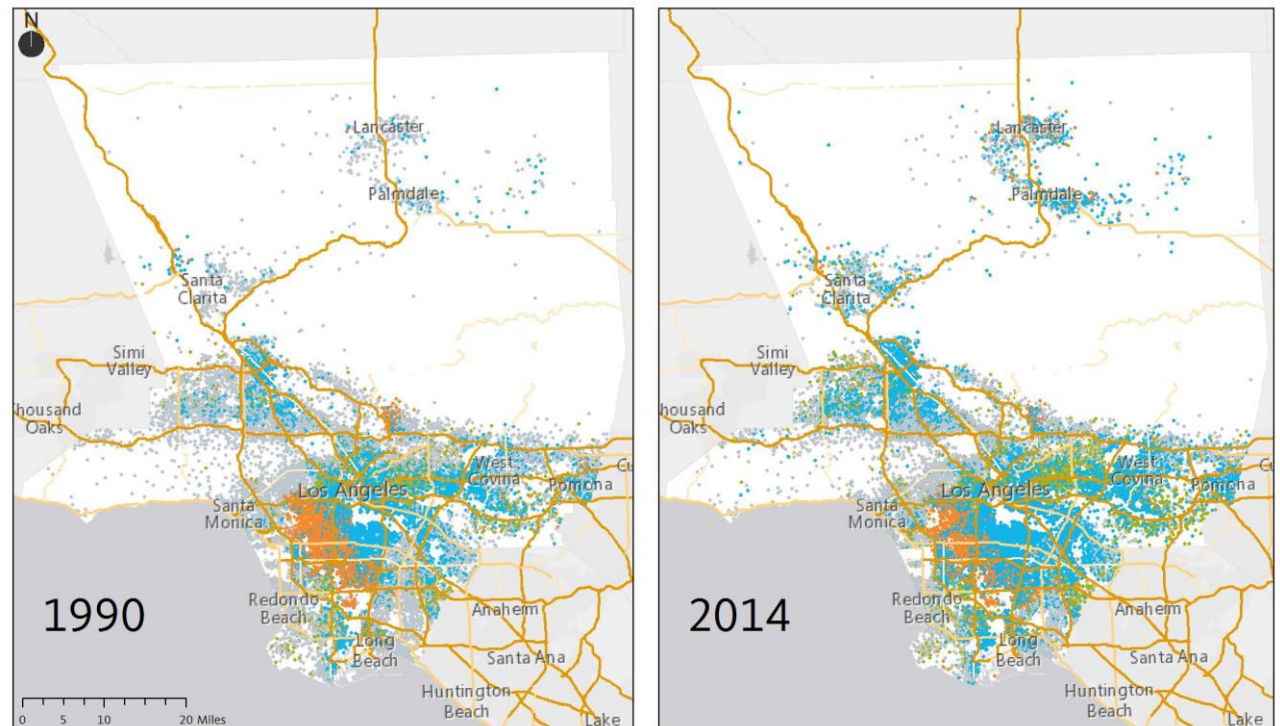 N
Lancaster
Palmdale
Santa
Clarita
Simi
Valley
Thousand
Oaks
West
Covina
Pomona
Los Angeles
Santa
Monica
Redondo
Beach
Anaheim
1990
Long
Beach
Santa Ana
Huntington
Beach
0 5 10 20 Miles
Lake
Lancaster
Palmdale
Santa
Clarita
Simi
Valley
housand
Oaks
West
Covina
Pomona
Los Angeles
Santa
Monica
Redondo
Beach
Anaheim
2014
Long
Beach
Santa Ana
Huntington
Beach
Lake